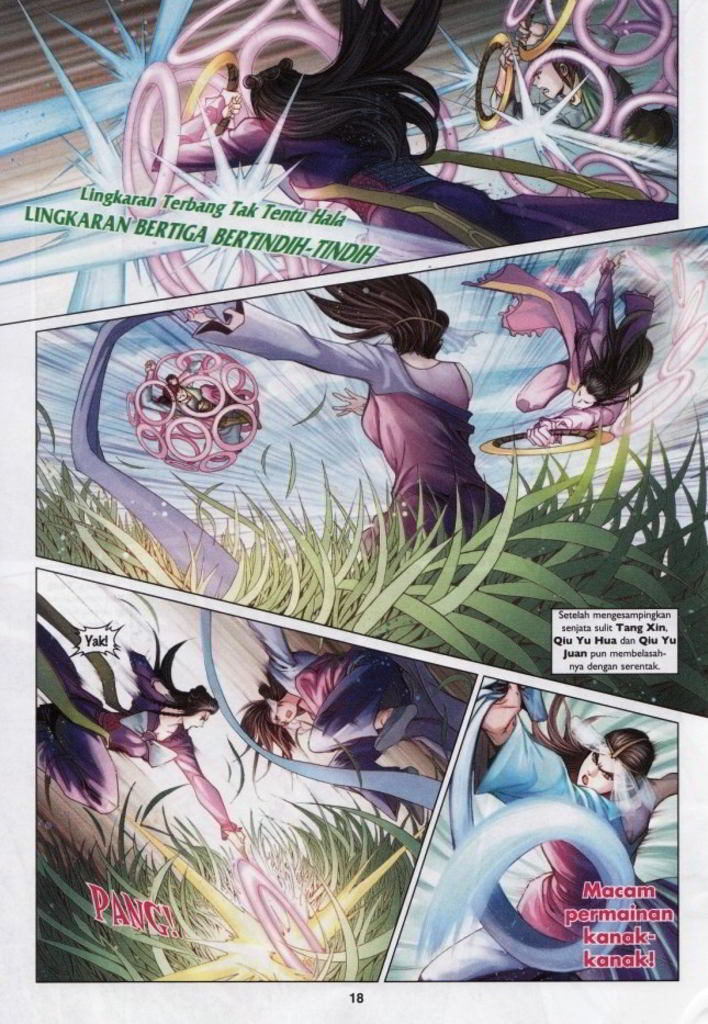 Lingkaran Terbang Tak Tentu Hala
LINGKARAN BERTIGA BERTINDIH-TINDIH
Setelah mengesampingkan
senjata sulit Tang Xin,
Qiu Yu Hua dan Qiu Yu
Juan pun membelasah-
nya dengan serentak.
Yak!
PANG!
Macam
permainan
kanak-
kanak!
18